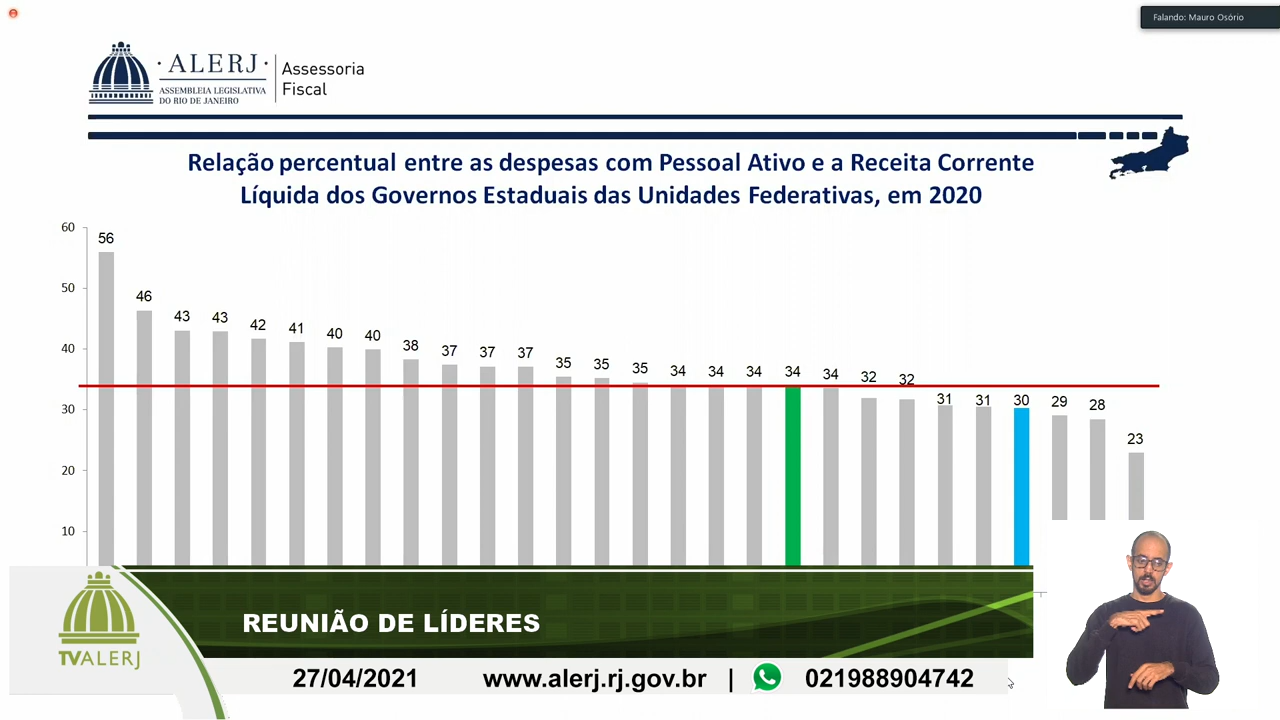 Falando: Mauro Osório
· ALERJ ·
ASSEMBLEIA LEGISLATIVA
DO RIO DE JANEIRO
Assessoria
Fiscal
Relação percentual entre as despesas com Pessoal Ativo e a Receita Corrente
Líquida dos Governos Estaduais das Unidades Federativas, em 2020
60
50
40
30
20
10
56 46 43 43 42 41 40 40 38 37 37 37 35 35 35 34 34 34 34 34 32 32 31 31 30 29 28 23
REUNIÃO DE LÍDERES
TVALERJ
27/04/2021 www.alerj.rj.gov.br | 021988904742